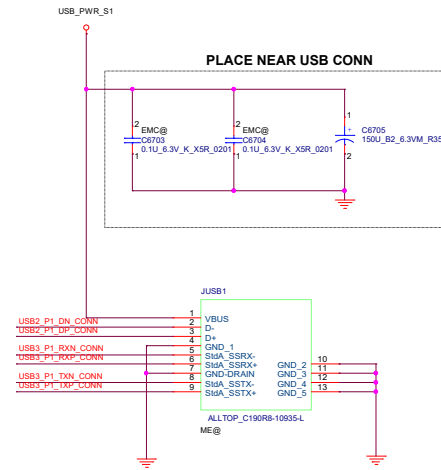 USB_PWR_S1
PLACE NEAR USB CONN
2
EMC@
C6703
0.1U_6.3V_K_X5R_0201
1
2
EMC@
C6704
0.1U_6.3V_K_X5R_0201
1
1
+
C6705
150U_B2_6.3VM_R35
2
JUSB1
1 VBUS
USB2_P1_DN_CONN 2 D-
USB2_P1_DP_CONN 3 D+
4 GND_1
USB3_P1_RXN_CONN 5 StdA_SSRX-
USB3_P1_RXP_CONN 6 StdA_SSRX+ GND_2 10
7 GND-DRAIN GND_3 11
USB3_P1_TXN_CONN 8 StdA_SSTX- GND_4 12
USB3_P1_TXP_CONN 9 StdA_SSTX+ GND_5 13
ALLTOP_C190R8-10935-L
ME@